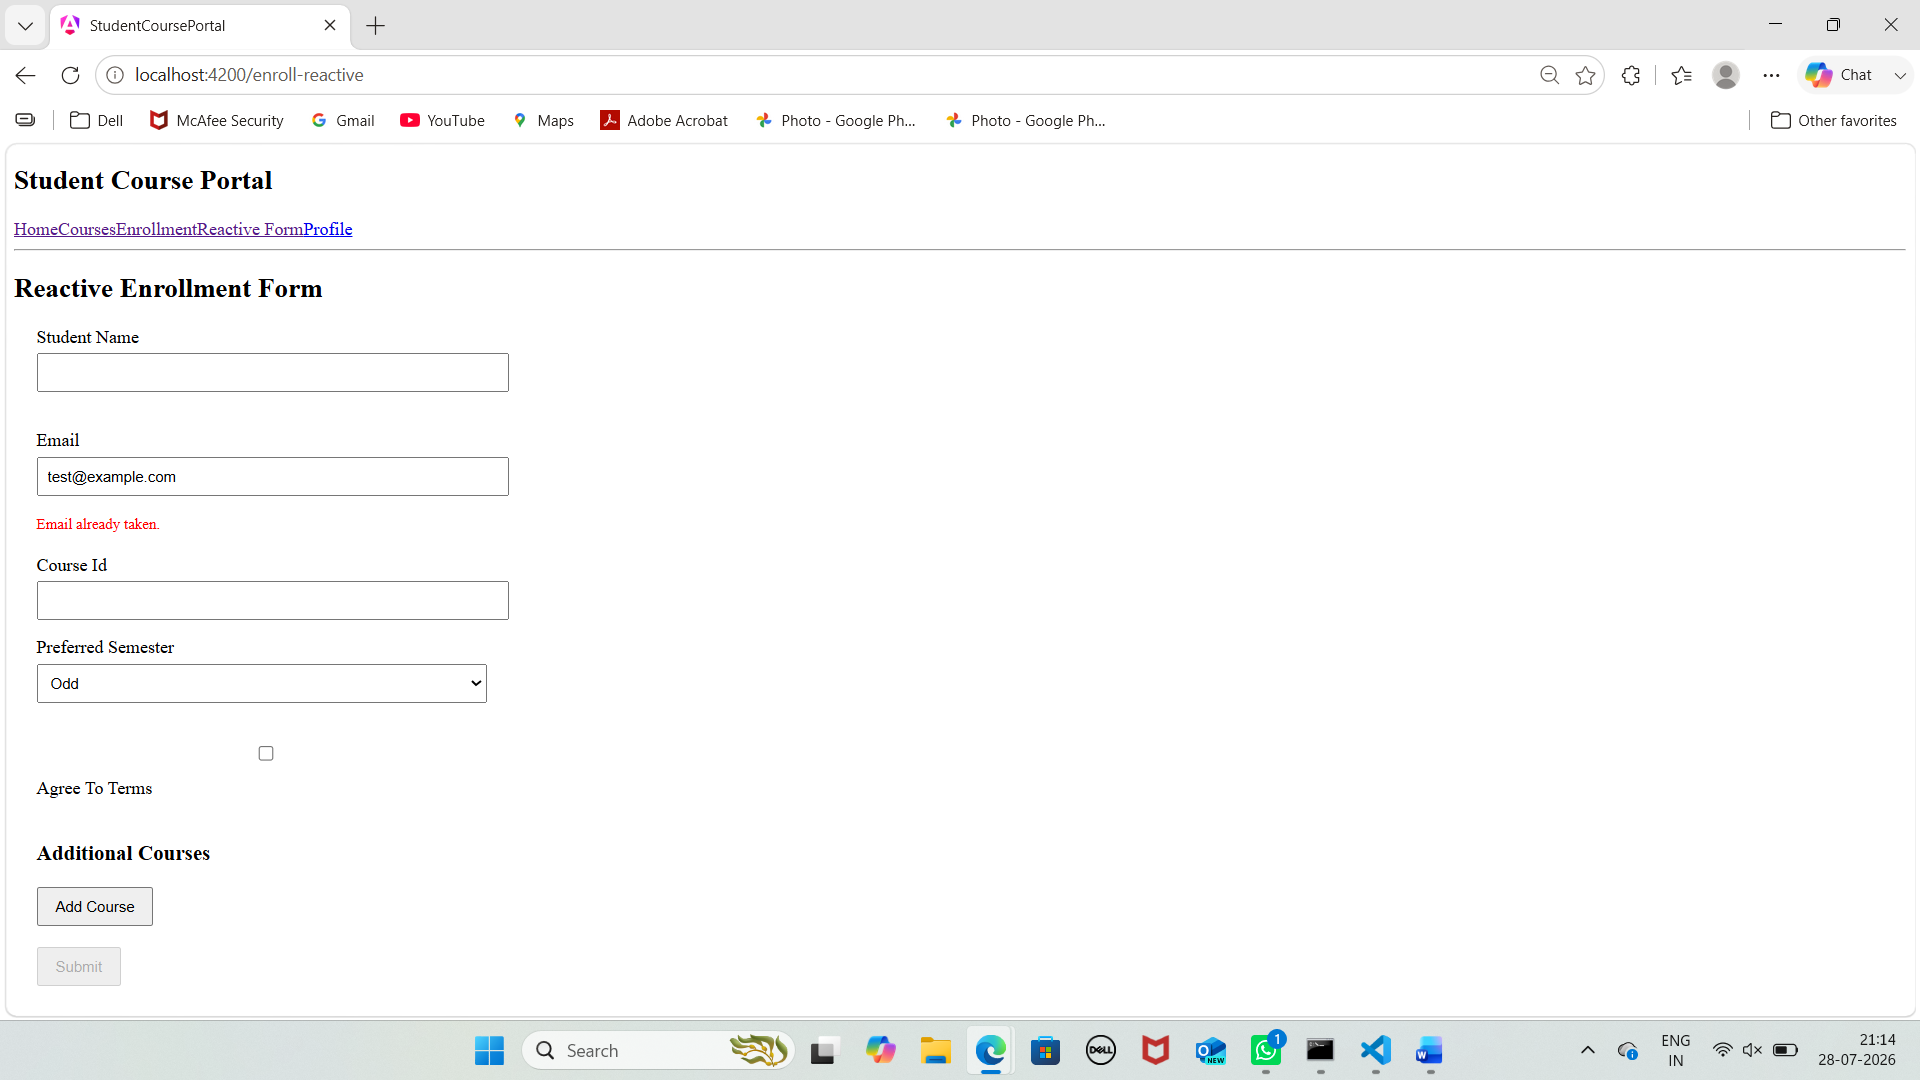 StudentCoursePortal
localhost:4200/enroll-reactive
Chat
Dell
McAfee Security
Gmail
YouTube
Maps
Adobe Acrobat
Photo - Google Ph...
Photo - Google Ph...
Other favorites
Student Course Portal
HomeCoursesEnrollmentReactive FormProfile
Reactive Enrollment Form
Student Name
Email
test@example.com
Email already taken.
Course Id
Preferred Semester
Odd
Agree To Terms
Additional Courses
Add Course
Submit
Search
DELL
NEW
1
W
ENG
IN
21:14
28-07-2026